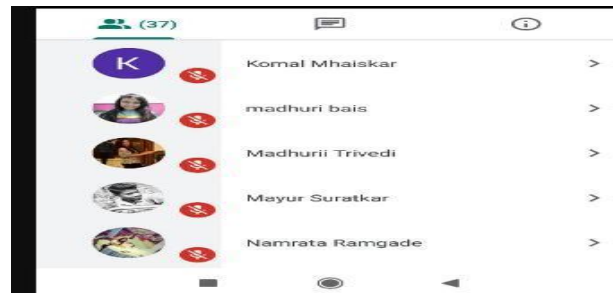 (37)
K
Komal Mhaiskar
madhuri bais
Madhurii Trivedi
Mayur Suratkar
Namrata Ramgade